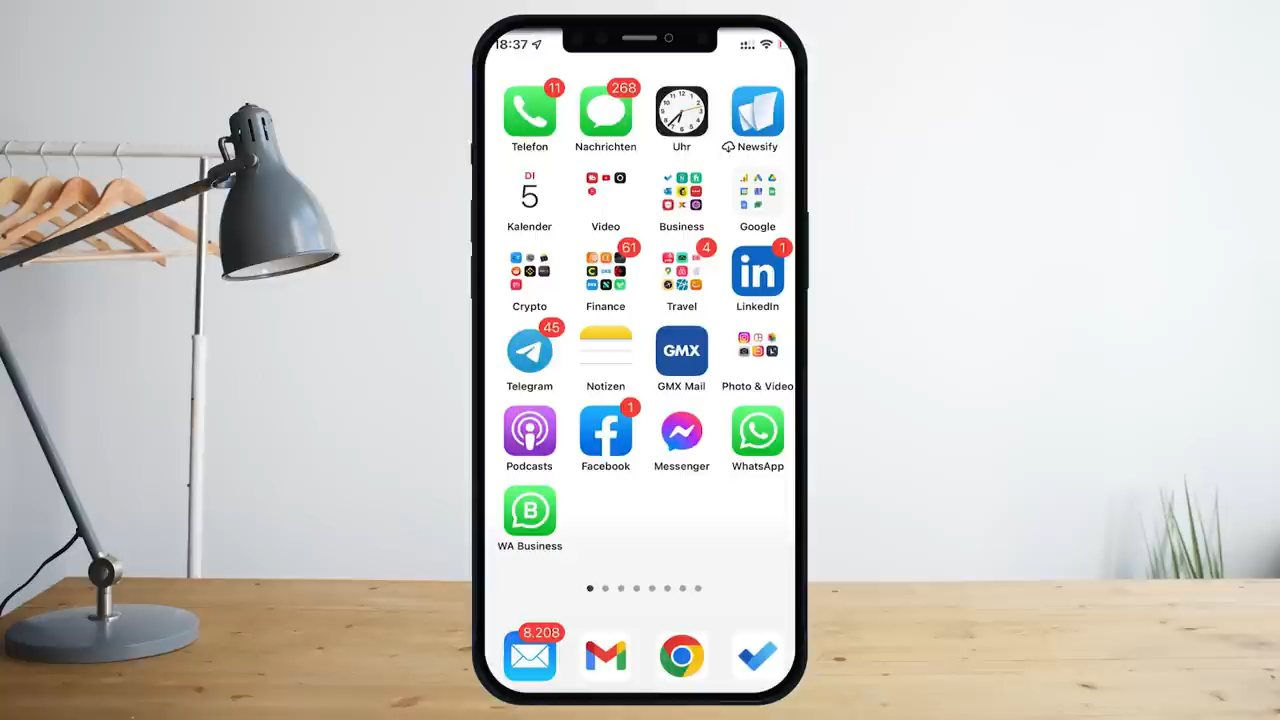 18:37
11 268
Telefon Nachrichten Uhr Newsify
DI
5
Kalender Video Business Google
61 4 1
in
Crypto Finance Travel LinkedIn
45
GMX
Telegram Notizen GMX Mail Photo & Video
1
Podcasts Facebook Messenger WhatsApp
B
WA Business
8.208